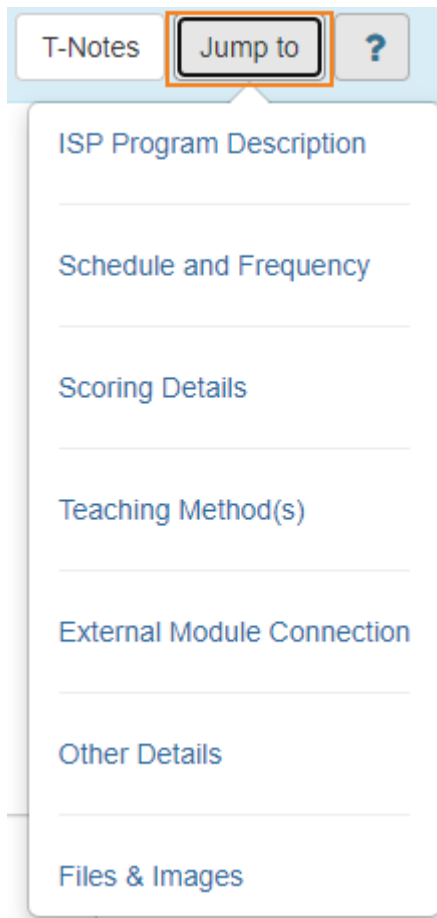 T-Notes Jump to ?
ISP Program Description
Schedule and Frequency
Scoring Details
Teaching Method(s)
External Module Connection
Other Details
Files & Images